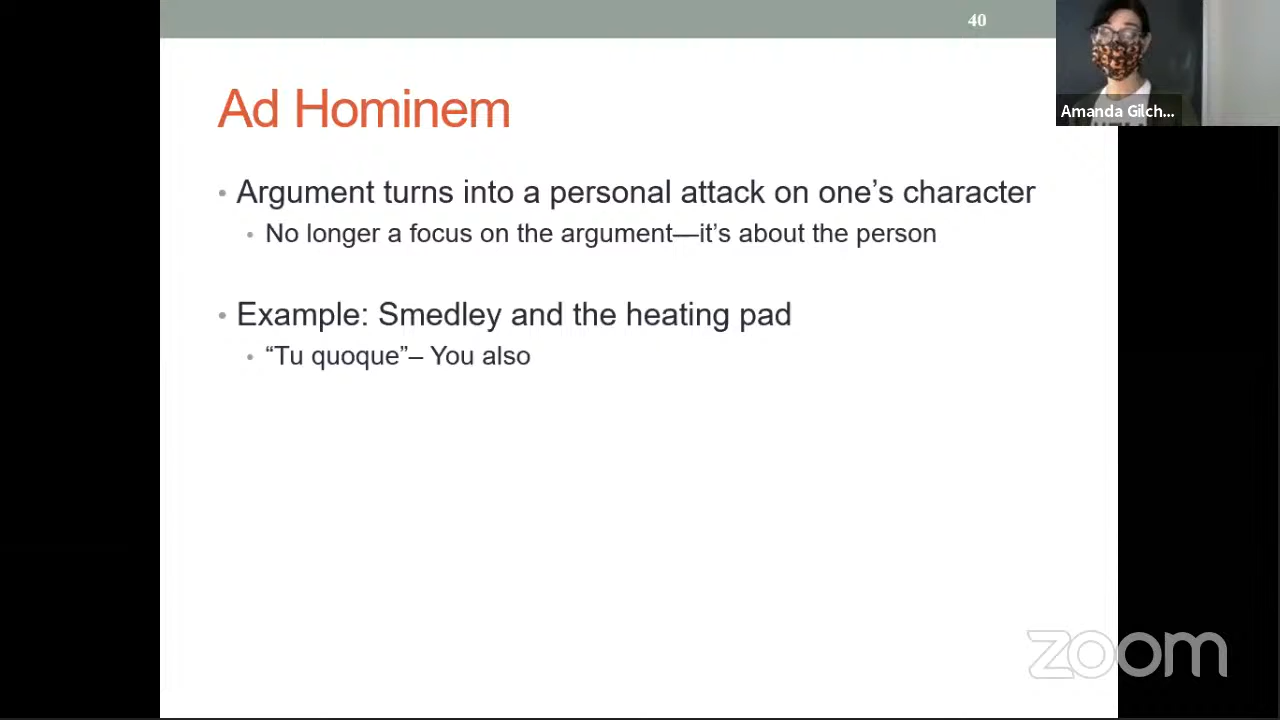 40
Ad Hominem
• Argument turns into a personal attack on one’s character
• No longer a focus on the argument—it’s about the person
• Example: Smedley and the heating pad
• “Tu quoque”– You also
Amanda Gilch...
zoom